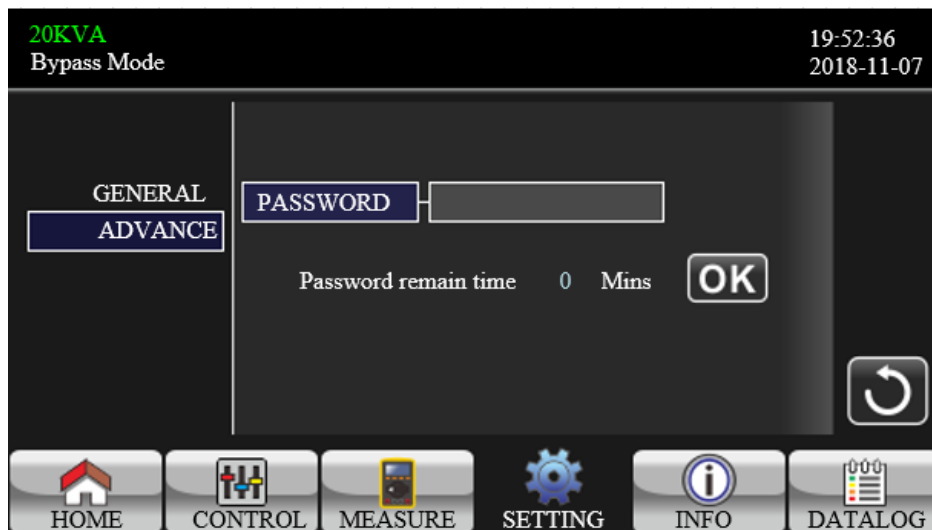 20KVA
Bypass Mode
19:52:36
2018-11-07
GENERAL
ADVANCE
PASSWORD
Password remain time 0 Mins
OK
HOME
CONTROL
MEASURE
SETTING
INFO
DATALOG